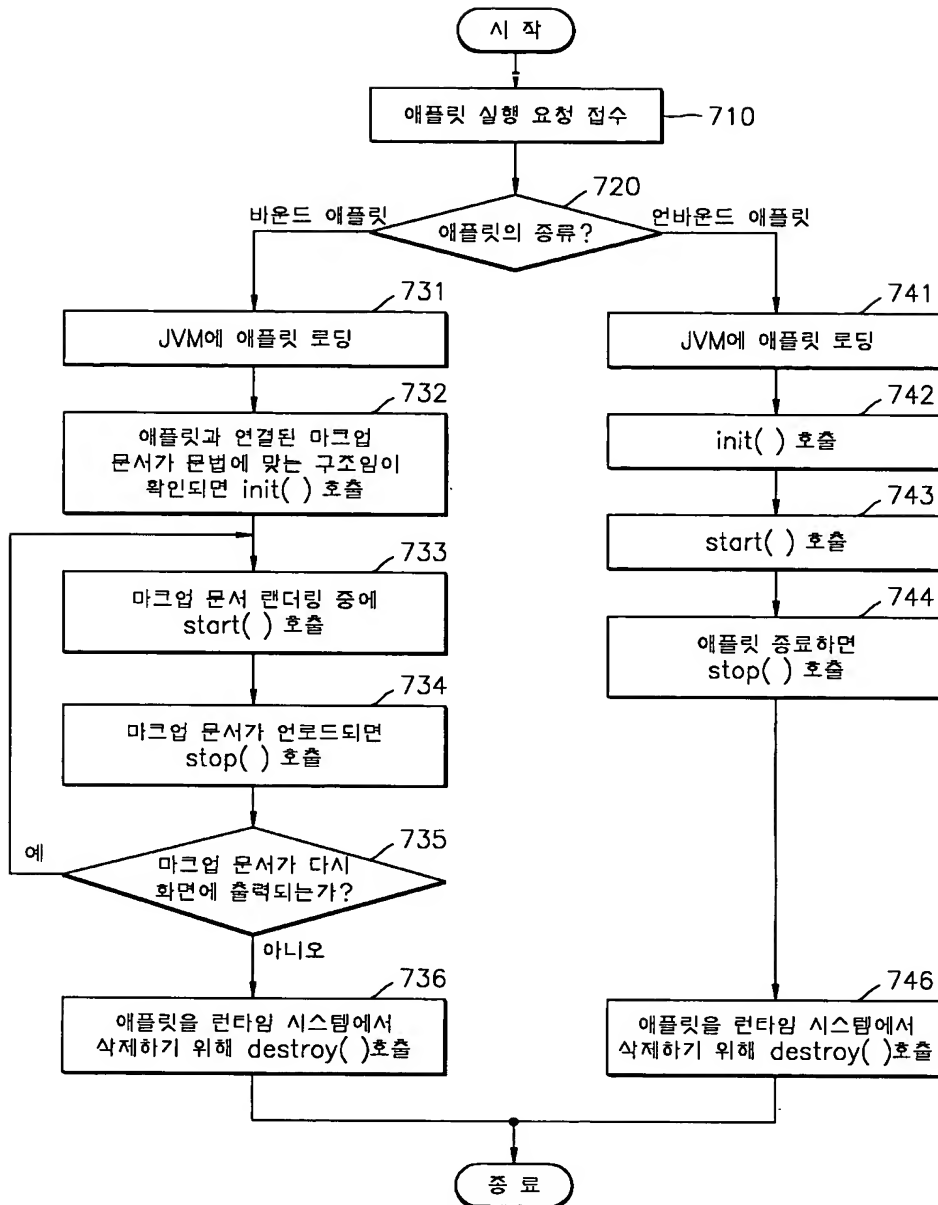 시 작
애플릿 실행 요청 접수
710
720
바운드 애플릿
언바운드 애플릿
애플릿의 종류?
731
JVM에 애플릿 로딩
732
애플릿과 연결된 마크업
문서가 문법에 맞는 구조임이
확인되면 init( ) 호출
733
마크업 문서 랜더링 중에
start( ) 호출
734
마크업 문서가 언로드되면
stop( ) 호출
735
예
마크업 문서가 다시
화면에 출력되는가?
아니오
736
애플릿을 런타임 시스템에서
삭제하기 위해 destroy( )호출
741
JVM에 애플릿 로딩
742
init( ) 호출
743
start( ) 호출
744
애플릿 종료하면
stop( ) 호출
746
애플릿을 런타임 시스템에서
삭제하기 위해 destroy( )호출
종 료